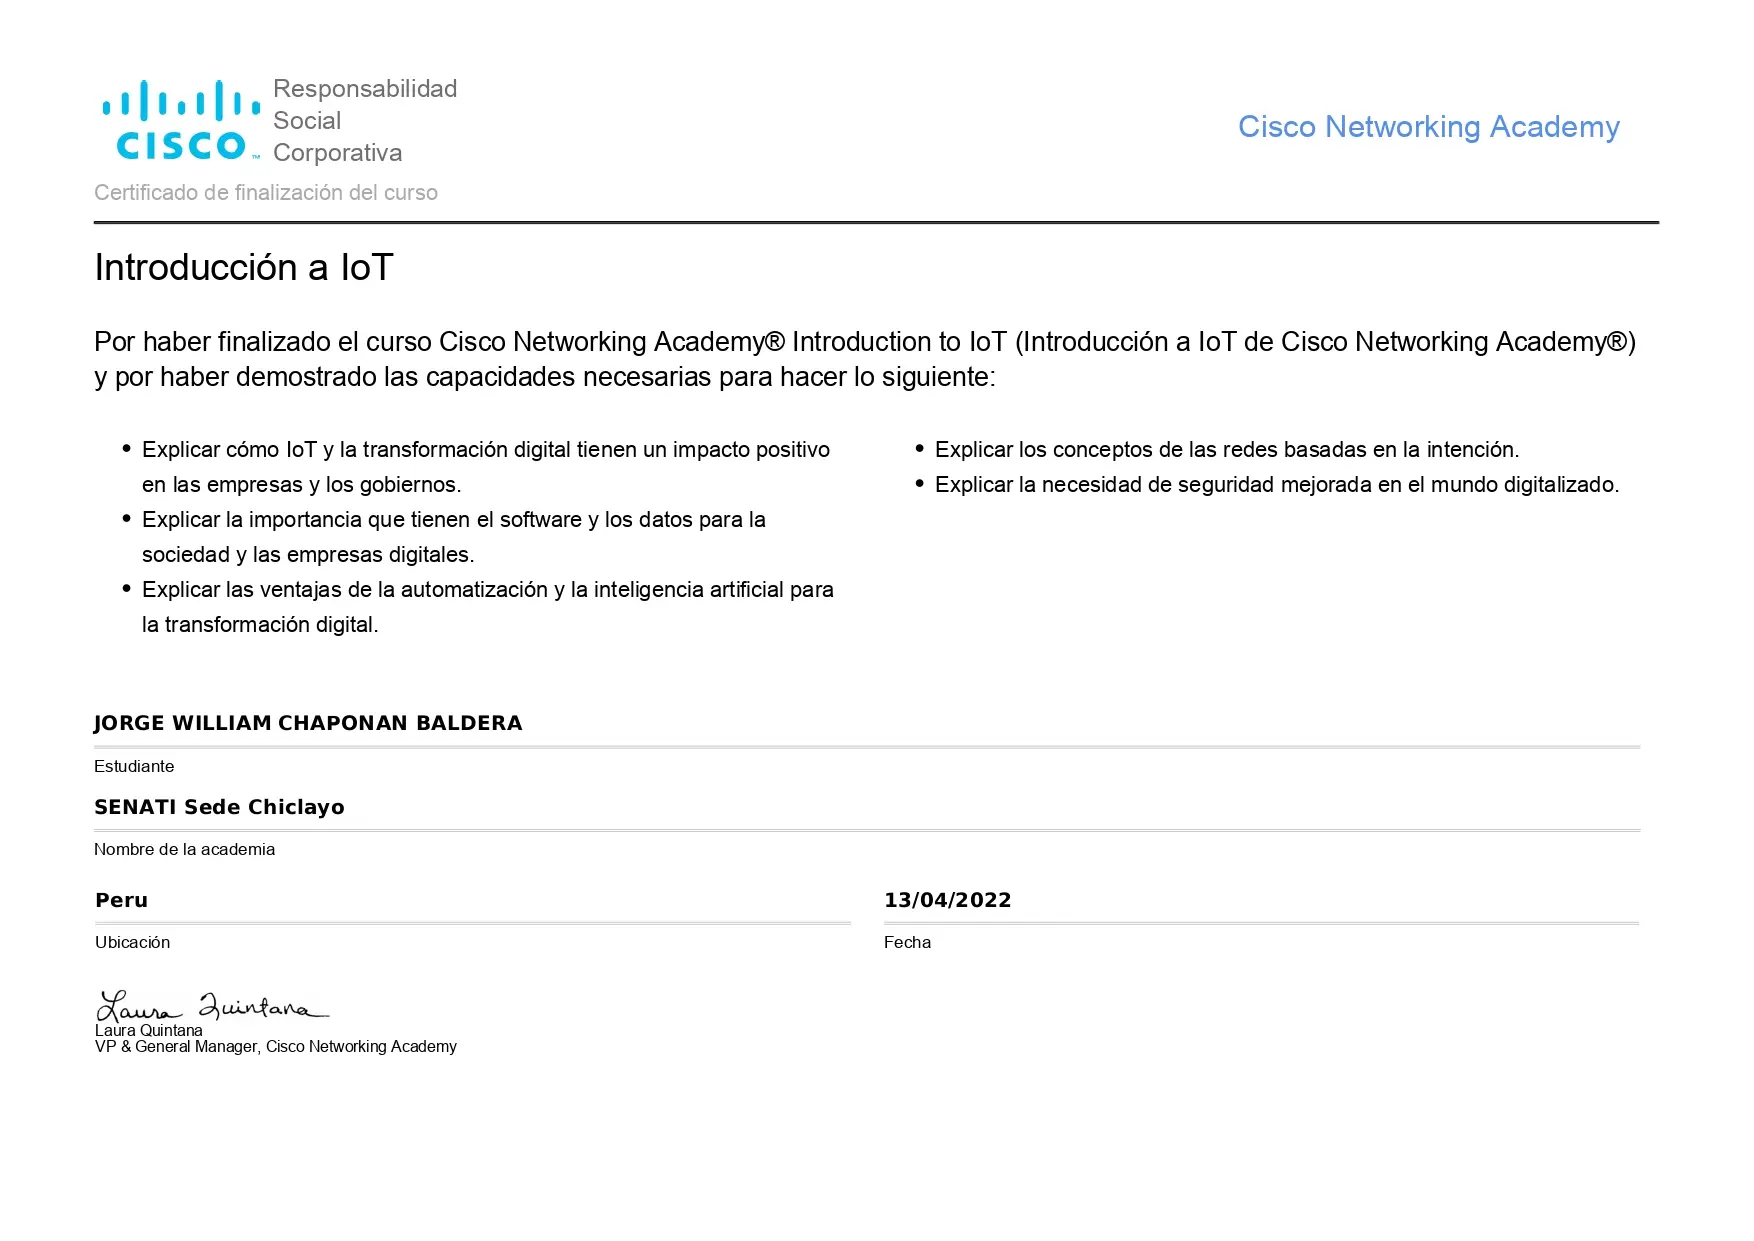 CISCO™
Responsabilidad
Social
Corporativa
Cisco Networking Academy
Certificado de finalización del curso
Introducción a IoT
Por haber finalizado el curso Cisco Networking Academy® Introduction to IoT (Introducción a IoT de Cisco Networking Academy®)
y por haber demostrado las capacidades necesarias para hacer lo siguiente:
• Explicar cómo IoT y la transformación digital tienen un impacto positivo
en las empresas y los gobiernos.
• Explicar la importancia que tienen el software y los datos para la
sociedad y las empresas digitales.
• Explicar las ventajas de la automatización y la inteligencia artificial para
la transformación digital.
• Explicar los conceptos de las redes basadas en la intención.
• Explicar la necesidad de seguridad mejorada en el mundo digitalizado.
JORGE WILLIAM CHAPONAN BALDERA
Estudiante
SENATI Sede Chiclayo
Nombre de la academia
Peru
Ubicación
13/04/2022
Fecha
Laura Quintana
Laura Quintana
VP & General Manager, Cisco Networking Academy